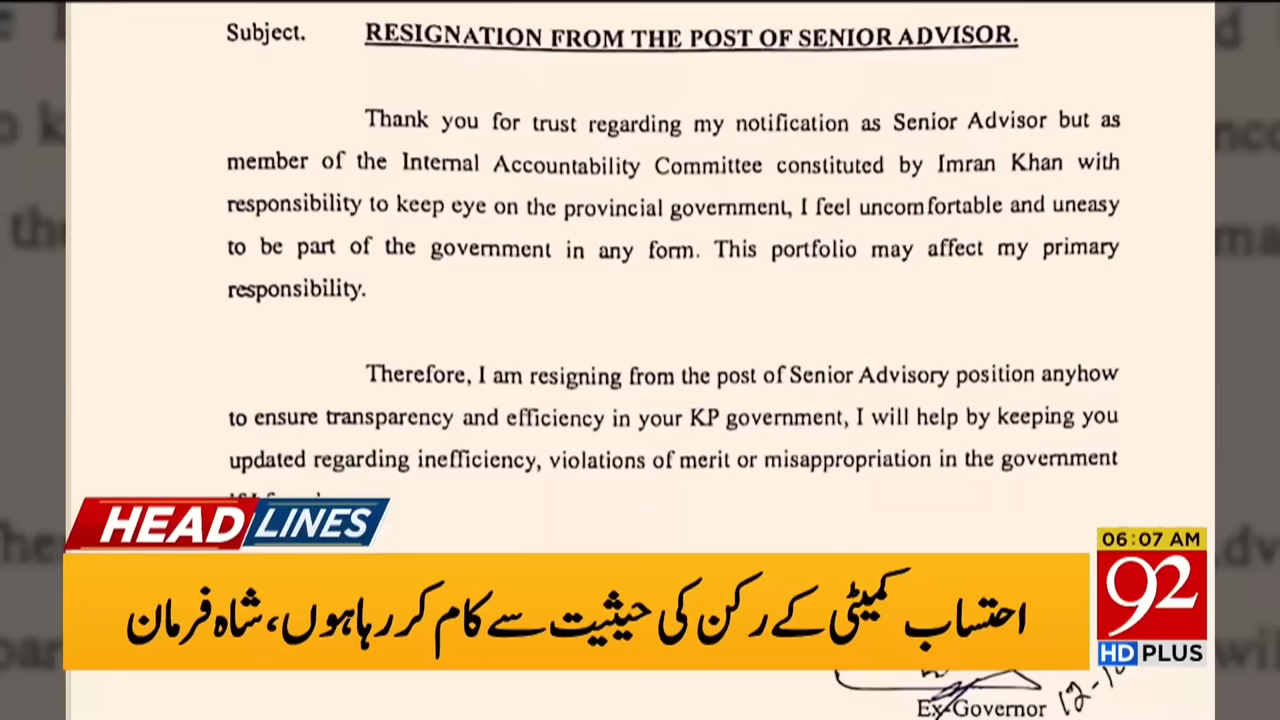 Subject. RESIGNATION FROM THE POST OF SENIOR ADVISOR.
Thank you for trust regarding my notification as Senior Advisor but as
member of the Internal Accountability Committee constituted by Imran Khan with
responsibility to keep eye on the provincial government, I feel uncomfortable and uneasy
to be part of the government in any form. This portfolio may affect my primary
responsibility.
Therefore, I am resigning from the post of Senior Advisory position anyhow
to ensure transparency and efficiency in your KP government, I will help by keeping you
updated regarding inefficiency, violations of merit or misappropriation in the government
HEADLINES
06:07 AM
92
HD PLUS
احتساب کمیٹی کے رکن کی حیثیت سے کام کر رہا ہوں، شاہ فرمان
Ex-Governor